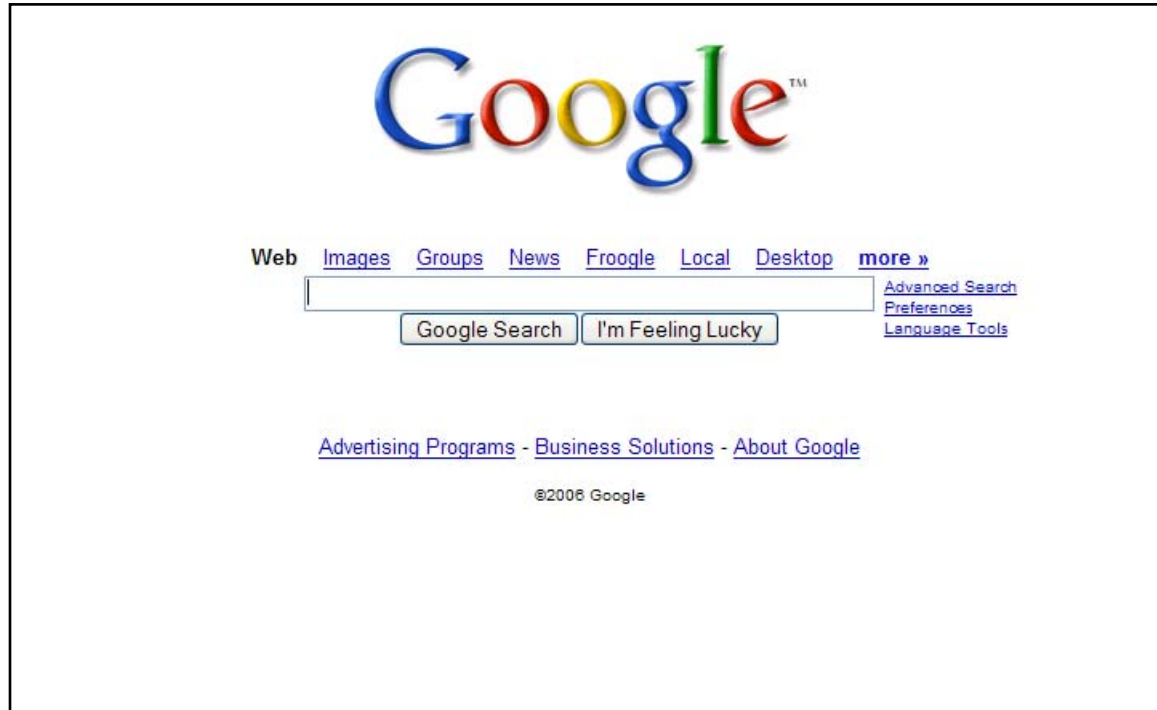 Google™
Web Images Groups News Froogle Local Desktop more »
Advanced Search
Preferences
Language Tools
Google Search I'm Feeling Lucky
Advertising Programs - Business Solutions - About Google
©2006 Google